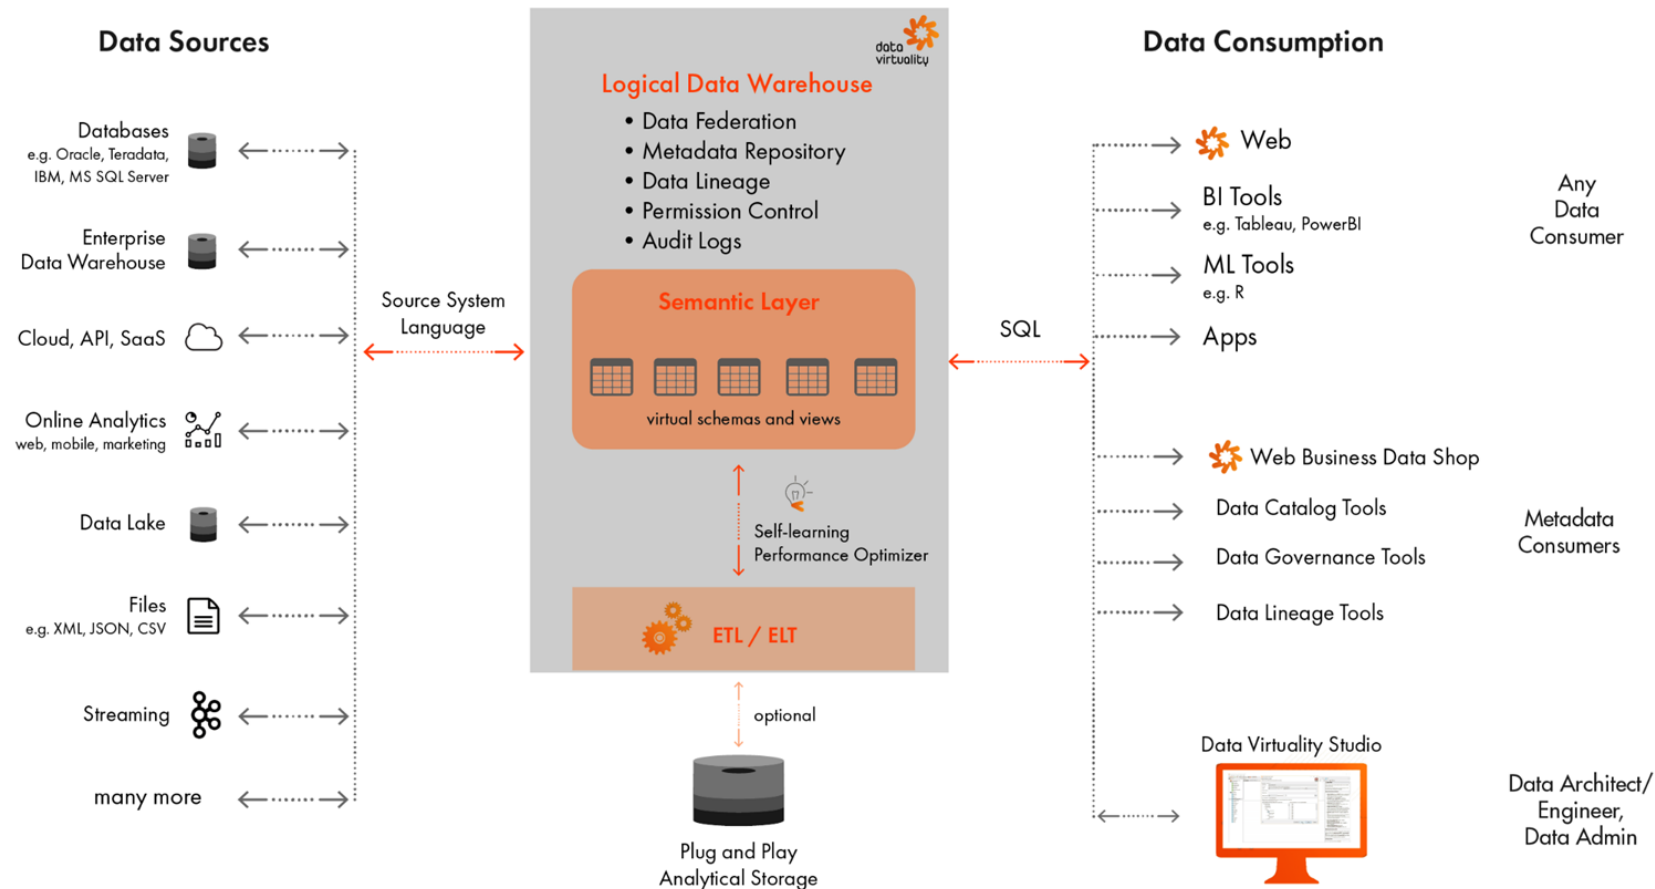 Data Sources
Databases
e.g. Oracle, Teradata,
IBM, MS SQL Server
Enterprise
Data Warehouse
Cloud, API, SaaS
Online Analytics
web, mobile, marketing
Data Lake
Files
e.g. XML, JSON, CSV
Streaming
many more
Source System
Language
data
virtuality
Logical Data Warehouse
• Data Federation
• Metadata Repository
• Data Lineage
• Permission Control
• Audit Logs
Semantic Layer
virtual schemas and views
Self-learning
Performance Optimizer
ETL / ELT
optional
Plug and Play
Analytical Storage
SQL
Data Consumption
Web
BI Tools
e.g. Tableau, PowerBI
ML Tools
e.g. R
Apps
Any
Data
Consumer
Web Business Data Shop
Data Catalog Tools
Data Governance Tools
Data Lineage Tools
Metadata
Consumers
Data Virtuality Studio
Data Architect/
Engineer,
Data Admin